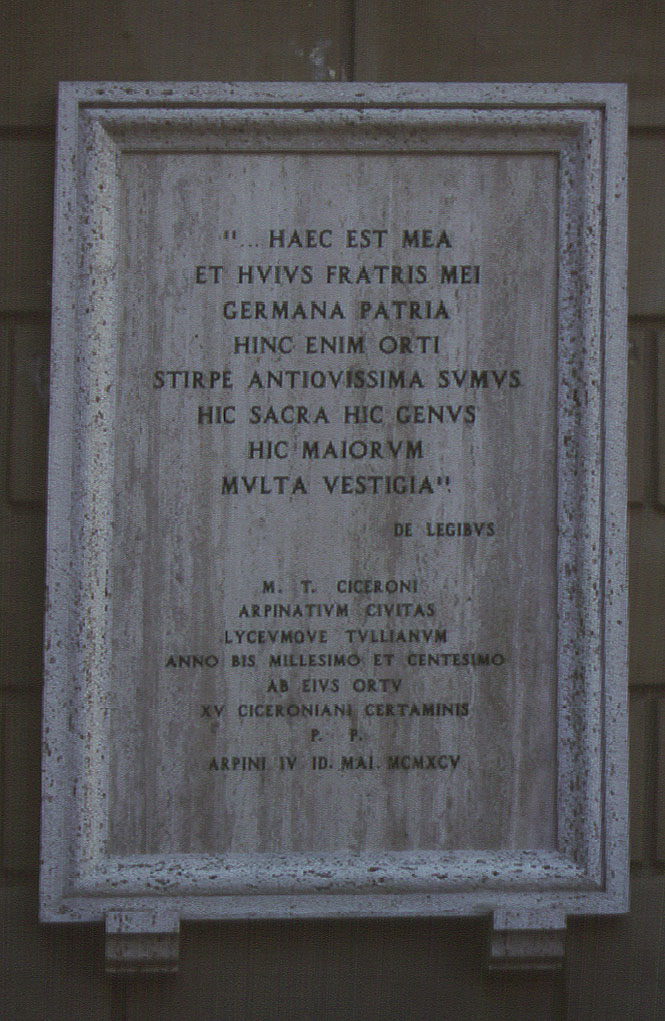 "... HAEC EST MEA
ET HVIVS FRATRIS MEI
GERMANA PATRIA
HINC ENIM ORTI
STIRPE ANTIQVISSIMA SVMVS
HIC SACRA HIC GENVS
HIC MAIORVM
MVLTA VESTIGIA"
DE LEGIBVS
M. T. CICERONI
ARPINATIVM CIVITAS
LYCEVMQVE TVLLIANVM
ANNO BIS MILLESIMO ET CENTESIMO
AB EIVS ORTV
XV CICERONIANI CERTAMINIS
P. P.
ARPINI IV ID. MAI. MCMXCV